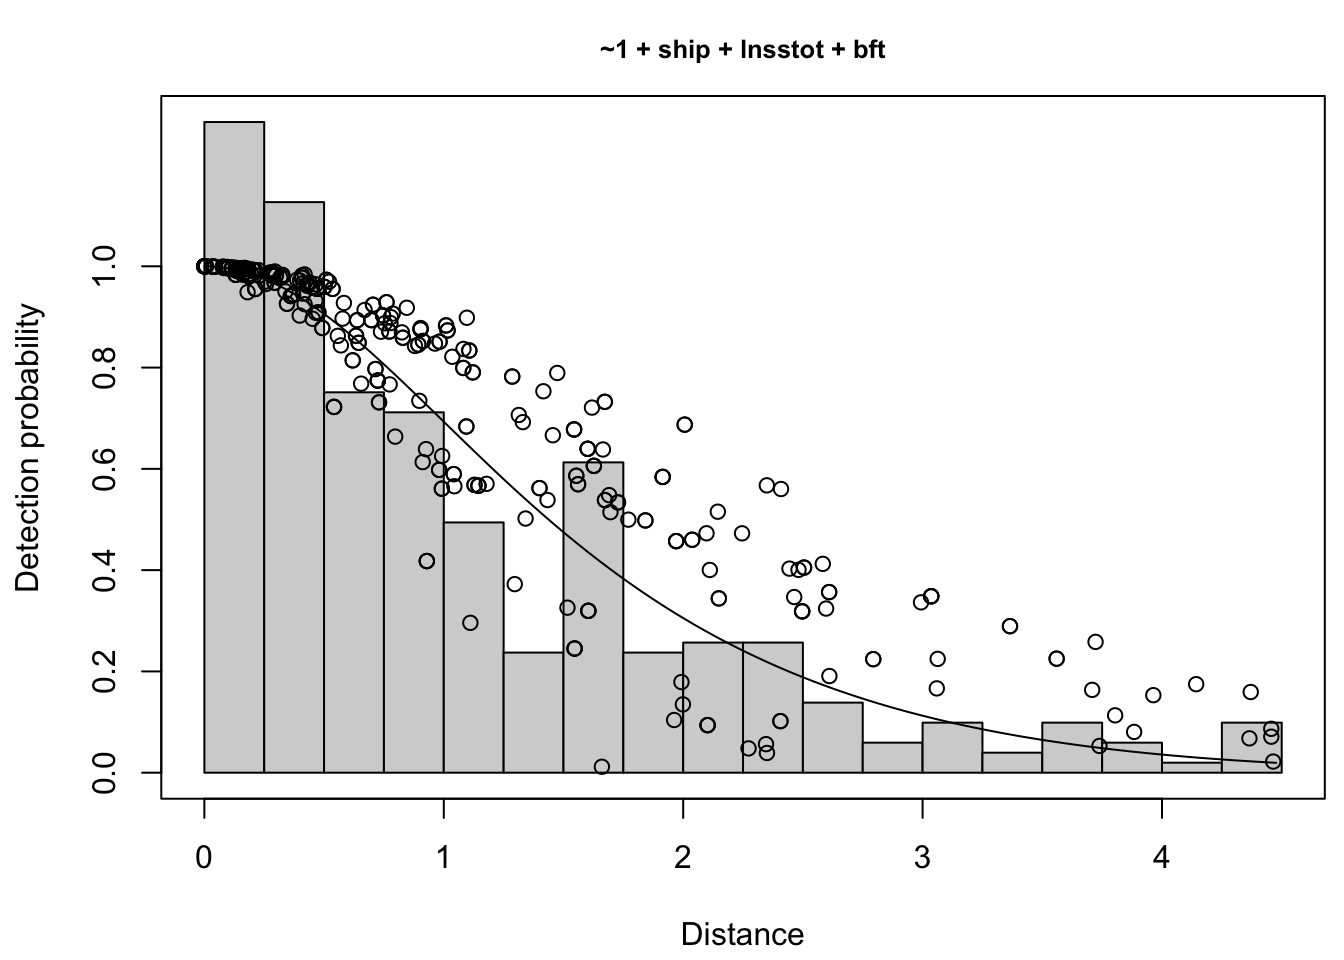 ~1 + ship + lnsstot + bft
Detection probability
1.0
0.8
0.6
0.4
0.2
0.0
0 1 2 3 4
Distance